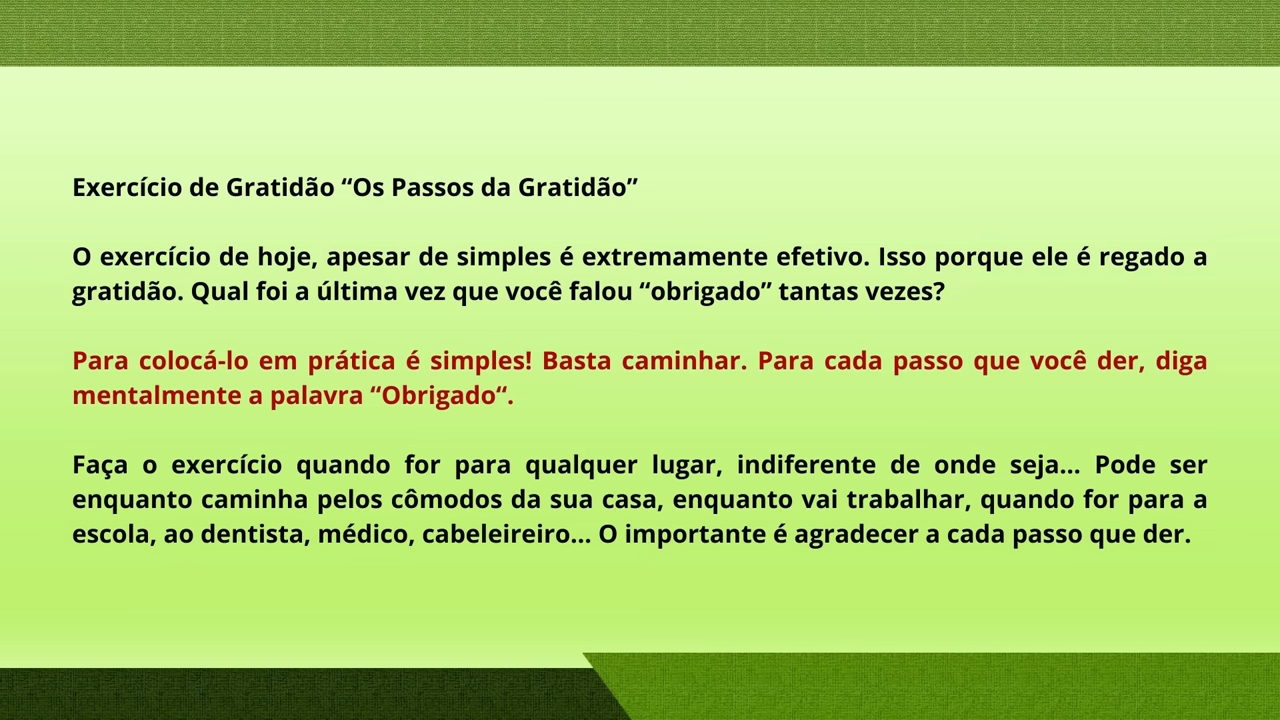 Exercício de Gratidão “Os Passos da Gratidão”
O exercício de hoje, apesar de simples é extremamente efetivo. Isso porque ele é regado a
gratidão. Qual foi a última vez que você falou “obrigado” tantas vezes?
Para colocá-lo em prática é simples! Basta caminhar. Para cada passo que você der, diga
mentalmente a palavra “Obrigado“.
Faça o exercício quando for para qualquer lugar, indiferente de onde seja... Pode ser
enquanto caminha pelos cômodos da sua casa, enquanto vai trabalhar, quando for para a
escola, ao dentista, médico, cabeleireiro... O importante é agradecer a cada passo que der.